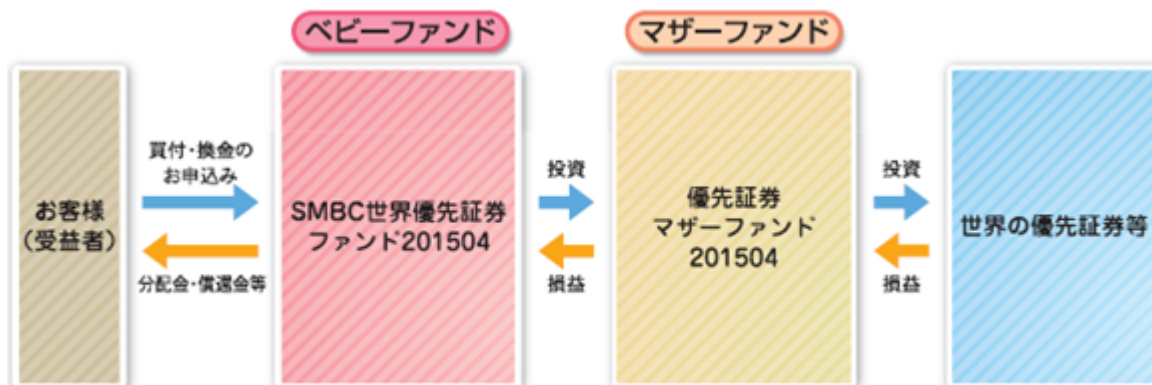 ベビーファンド
マザーファンド
お客様
（受益者）
買付・換金の
お申込み
分配金・償還金等
SMBC世界優先証券
ファンド201504
投資
損益
優先証券
マザーファンド
201504
投資
損益
世界の優先証券等